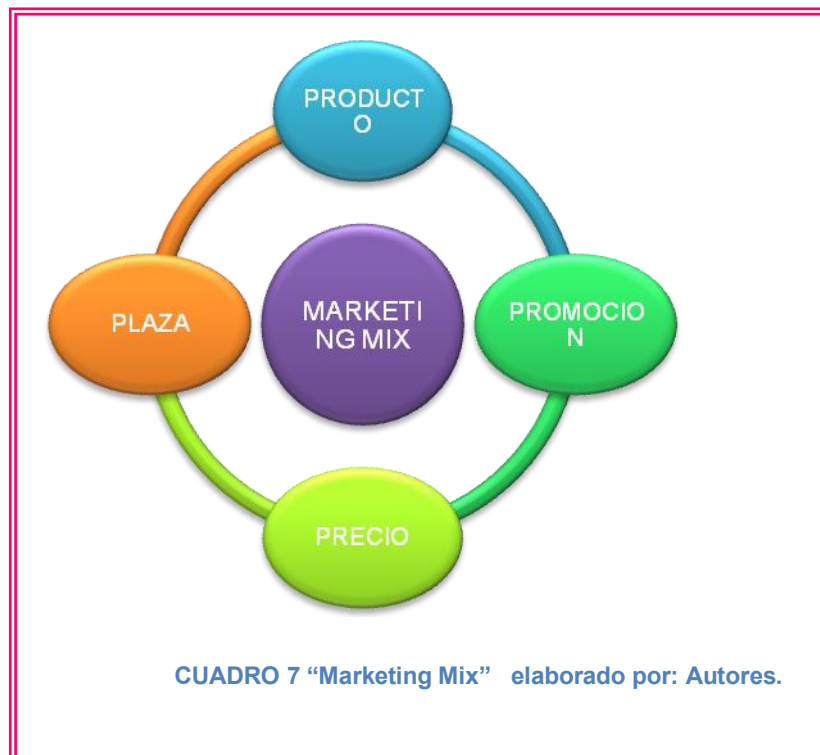 PRODUCT
O
PLAZA
MARKETI
NG MIX
PROMOCIO
N
PRECIO
CUADRO 7 “Marketing Mix” elaborado por: Autores.